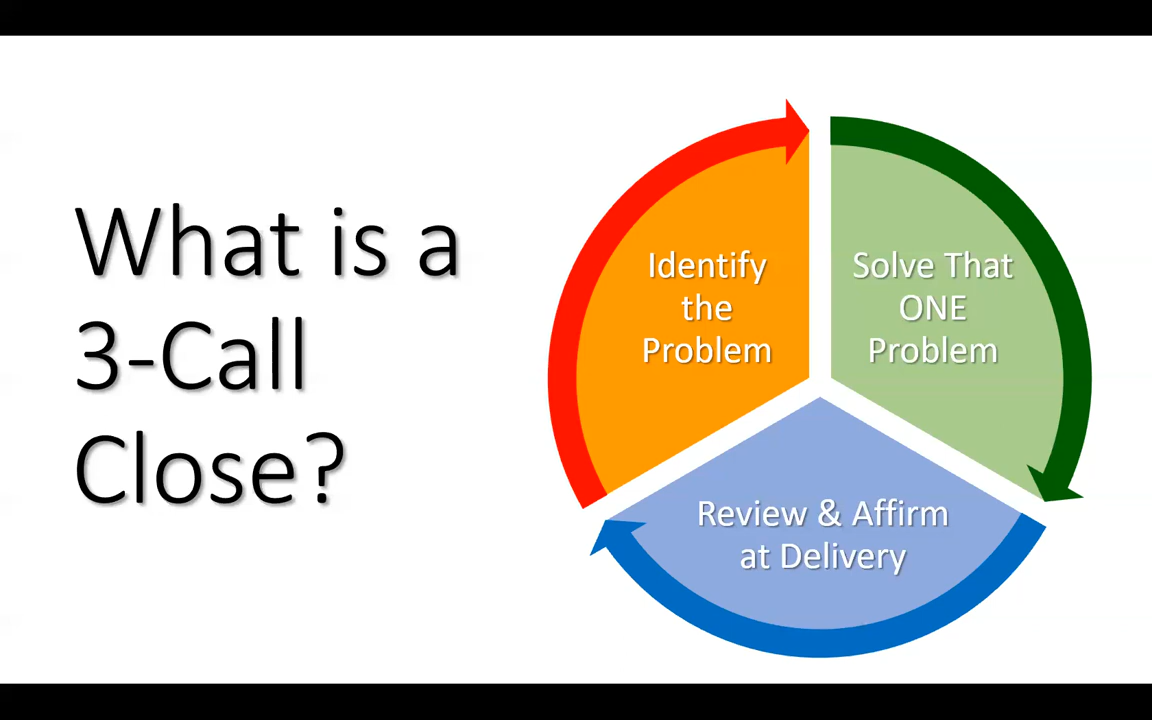 What is a
3-Call
Close?
Identify
the
Problem
Solve That
ONE
Problem
Review & Affirm
at Delivery